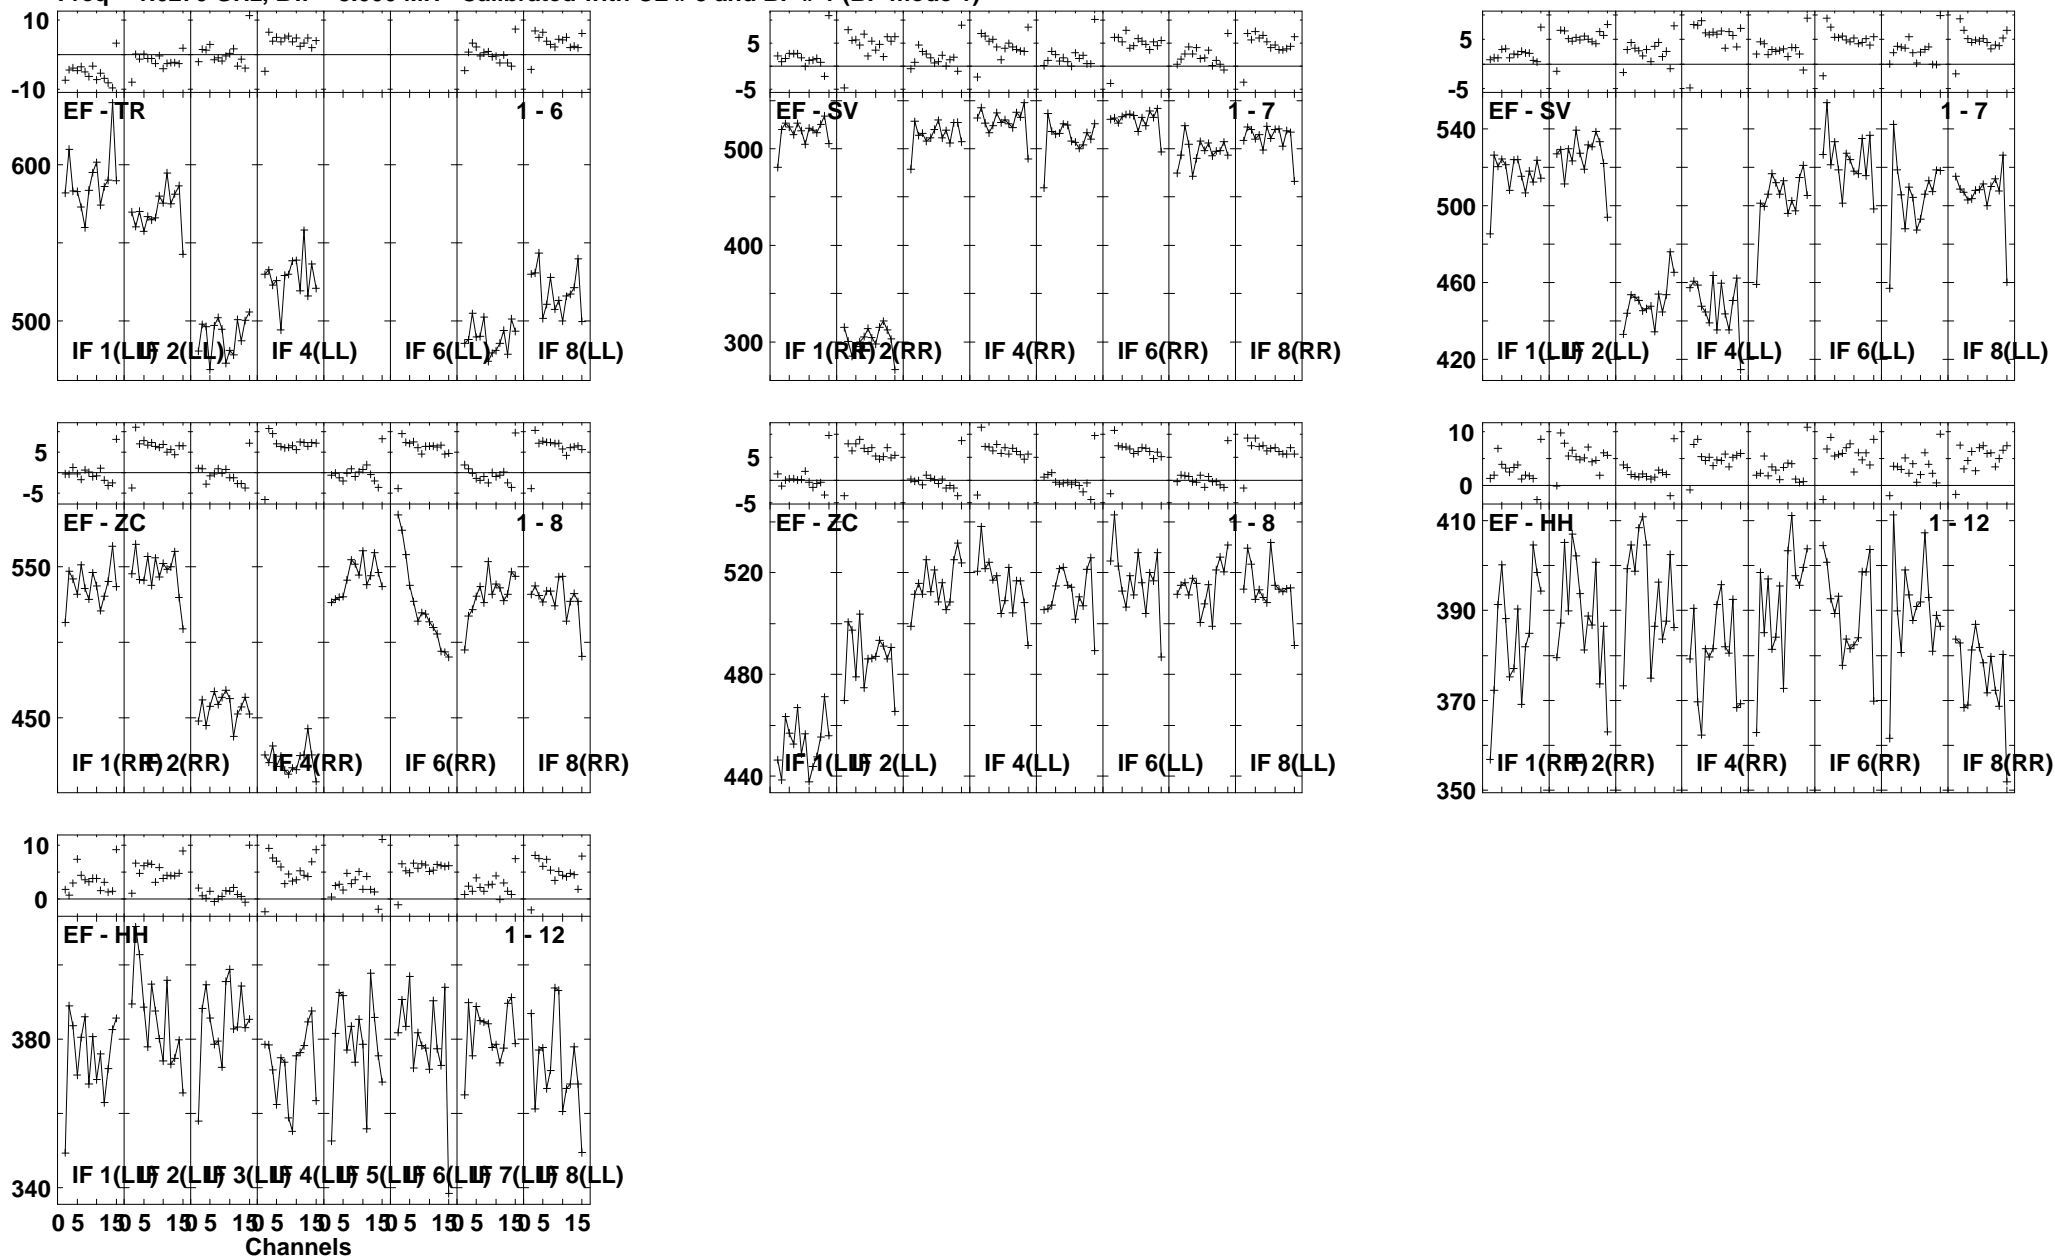 10
-10
EF - TR
1 - 6
600
500
IF 1(LL)
IF 2(LL)
IF 4(LL)
IF 6(LL)
IF 8(LL)
5
-5
EF - SV
1 - 7
500
400
300
IF 1(RR)
IF 2(RR)
IF 4(RR)
IF 6(RR)
IF 8(RR)
5
-5
EF - SV
1 - 7
540
500
460
420
IF 1(LL)
IF 2(LL)
IF 4(LL)
IF 6(LL)
IF 8(LL)
5
-5
EF - ZC
1 - 8
550
450
IF 1(RR)
IF 2(RR)
IF 4(RR)
IF 6(RR)
IF 8(RR)
5
-5
EF - ZC
1 - 8
520
480
440
IF 1(LL)
IF 2(LL)
IF 4(LL)
IF 6(LL)
IF 8(LL)
10
0
EF - HH
1 - 12
410
390
370
350
IF 1(RR)
IF 2(RR)
IF 4(RR)
IF 6(RR)
IF 8(RR)
10
0
EF - HH
1 - 12
380
340
IF 1(LL)
IF 2(LL)
IF 3(LL)
IF 4(LL)
IF 5(LL)
IF 6(LL)
IF 7(LL)
IF 8(LL)
0 5 15 0 5 15 0 5 15 0 5 15 0 5 15 0 5 15 0 5 15 0 5 15
Channels